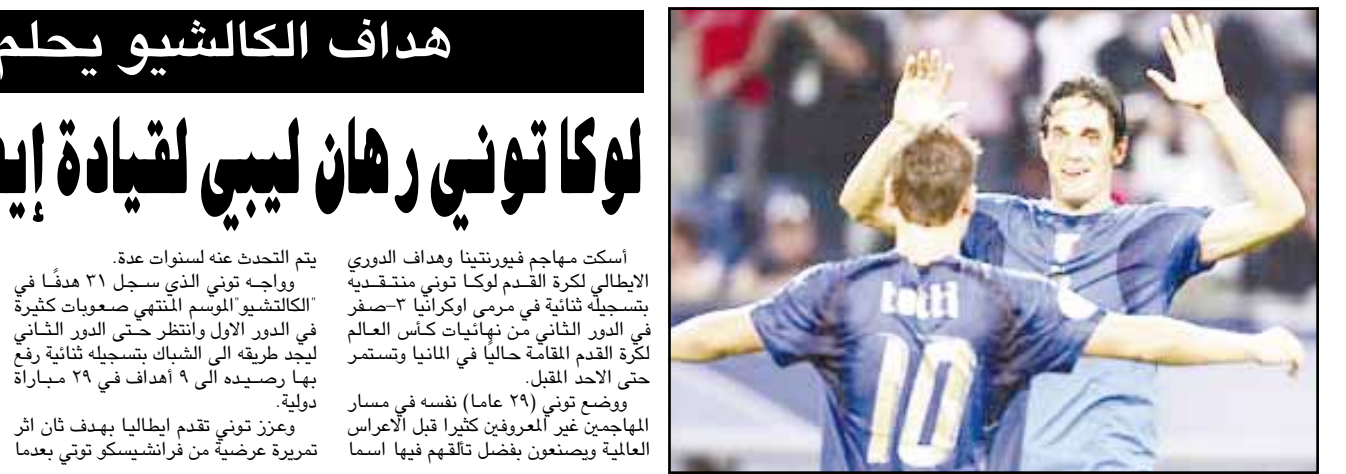 هداف الكالشيو يحلم
لوكا توني رهان ليبي لقيادة
أسكت مهاجم فيورنتينا وهداف الدوري
الايطالي لكرة القدم لوكا توني منتقديه
بتسجيله ثنائية في مرمى اوكرانيا ٣-صفر
في الدور الثاني من نهائيات كأس العالم
لكرة القدم المقامة حالياً في المانيا وتستمر
حتى الاحد المقبل.
ووضع توني (٢٩ عاما) نفسه في مسار
المهاجمين غير المعروفين كثيرا قبل الاعراس
العالمية ويصنعون بفضل تألقهم فيها اسما
يتم التحدث عنه لسنوات عدة.
وواجه توني الذي سجل ٣١ هدفًا في
"الكالتشيو"الموسم المنتهي صعوبات كثيرة
في الدور الاول وانتظر حتى الدور الثاني
ليجد طريقه الى الشباك بتسجيله ثنائية رفع
بها رصيده الى ٩ أهداف في ٢٩ مباراة
دولية.
وعزز توني تقدم ايطاليا بهدف ثان اثر
تمريرة عرضية من فرانشيسكو توتي بعدما
totti
10